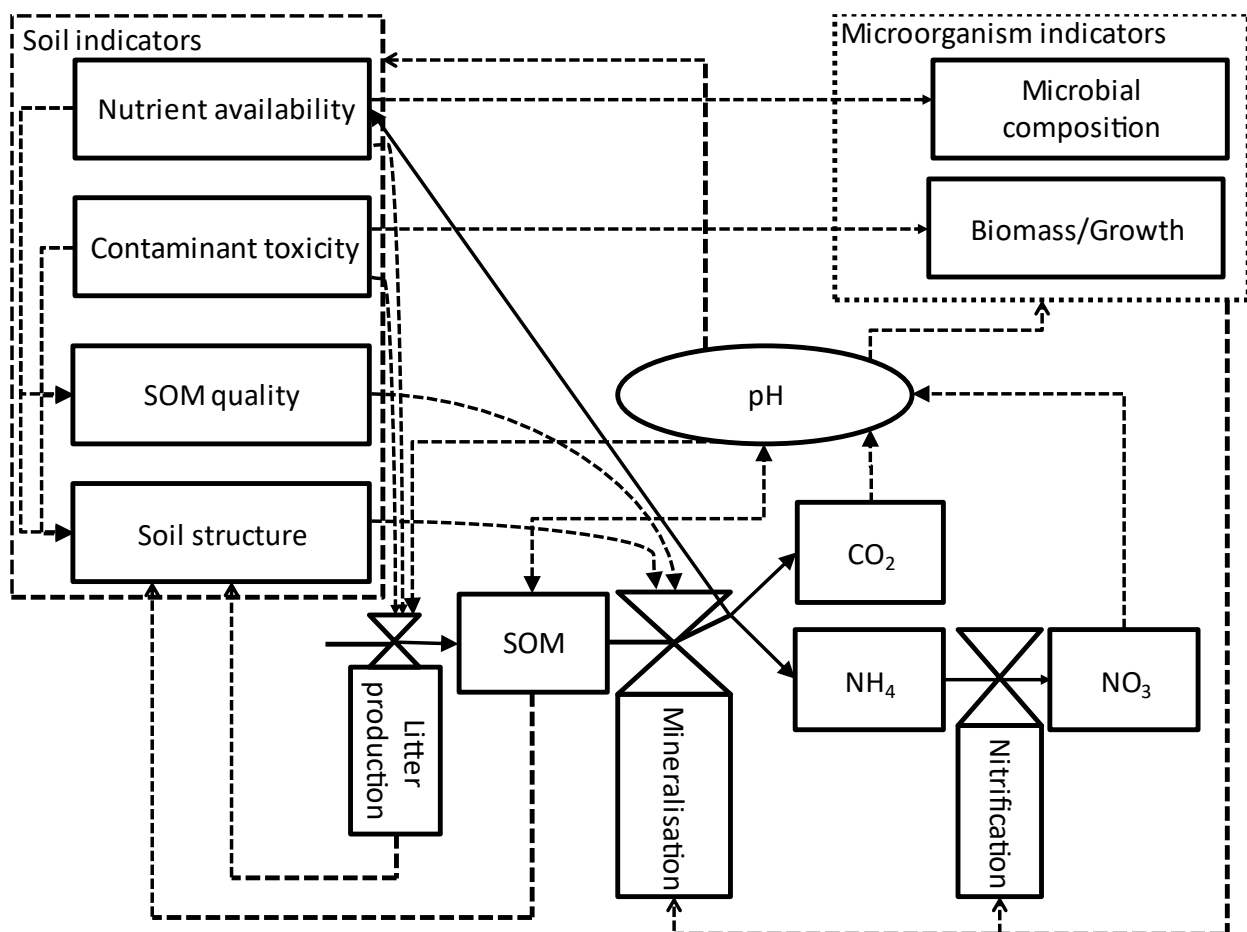 Soil indicators
Nutrient availability
Contaminant toxicity
SOM quality
Soil structure
Microorganism indicators
Microbial
composition
Biomass/Growth
pH
CO₂
SOM
NH₄
NO₃
Litter
production
Mineralisation
Nitrification